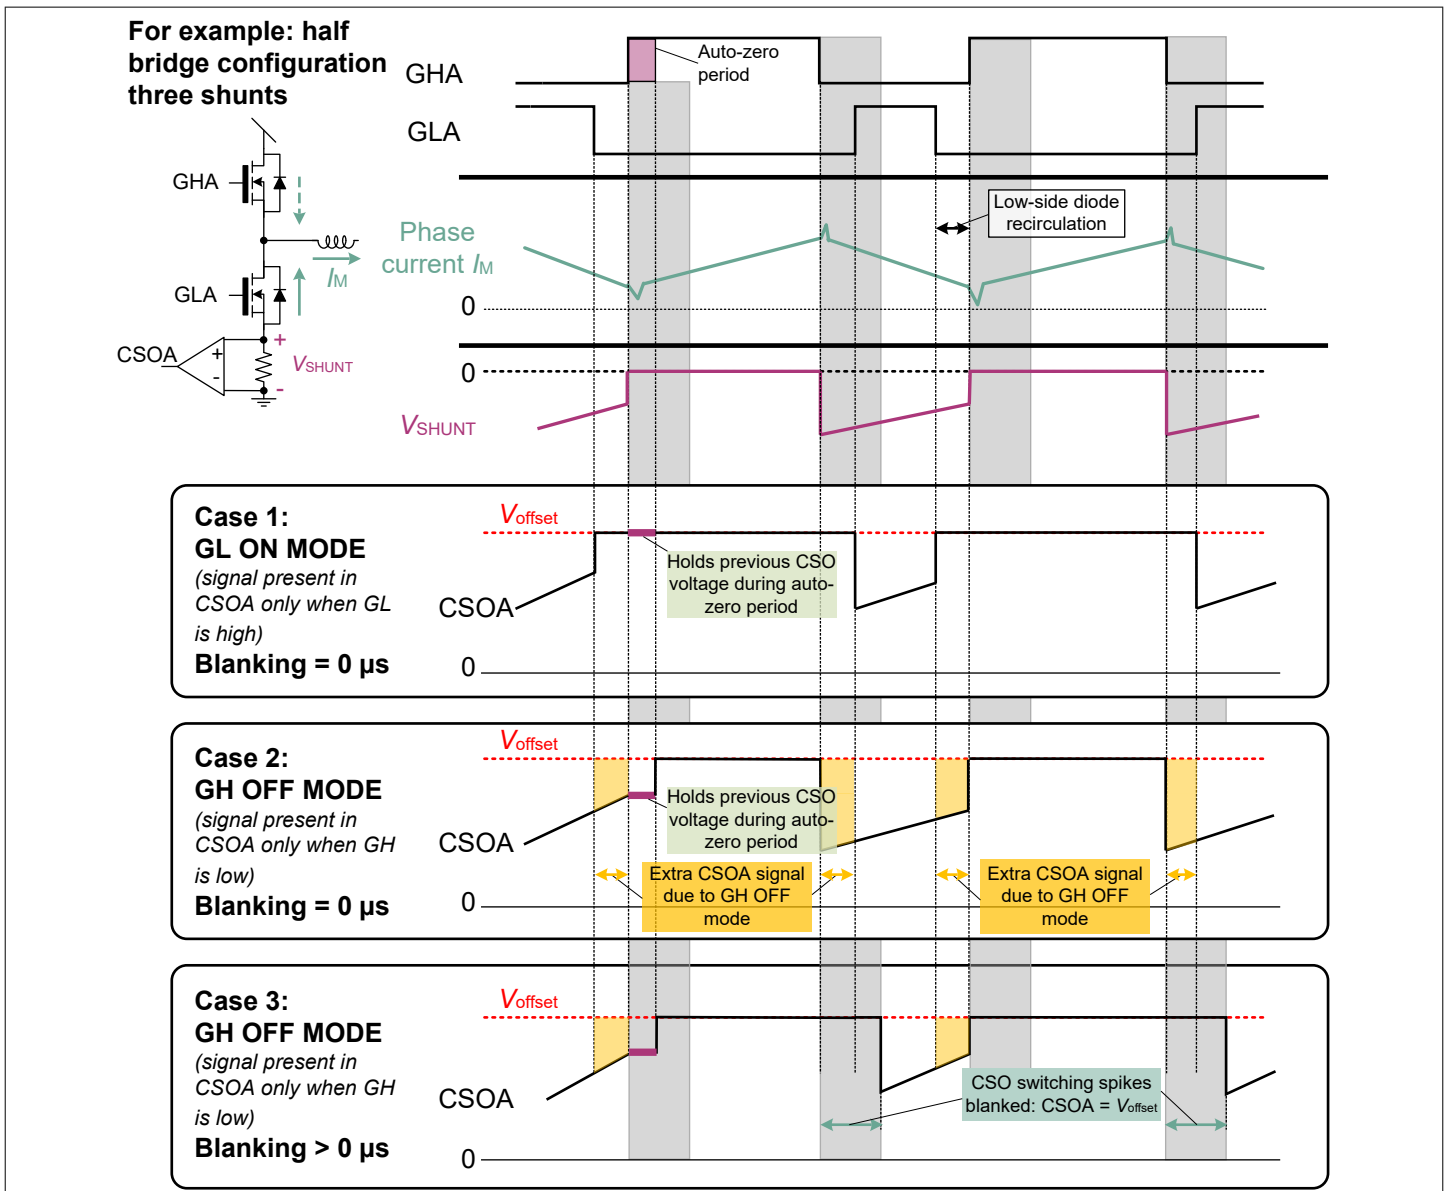 For example: half
bridge configuration
three shunts
GHA
Auto-zero
period
GLA
GHA
Low-side diode
recirculation
Phase
current IM
IM
GLA
0
CSOA
+
-
+
VSHUNT
-
0
VSHUNT
Case 1:
GL ON MODE
(signal present in
CSOA only when GL
is high)
Blanking = 0 µs
Voffset
Holds previous CSO
voltage during auto-
zero period
CSOA
0
Case 2:
GH OFF MODE
(signal present in
CSOA only when GH
is low)
Blanking = 0 µs
Voffset
Holds previous CSO
voltage during auto-
zero period
CSOA
Extra CSOA signal
due to GH OFF
mode
Extra CSOA signal
due to GH OFF
mode
0
Case 3:
GH OFF MODE
(signal present in
CSOA only when GH
is low)
Blanking > 0 µs
Voffset
CSOA
CSO switching spikes
blanked: CSOA = Voffset
0